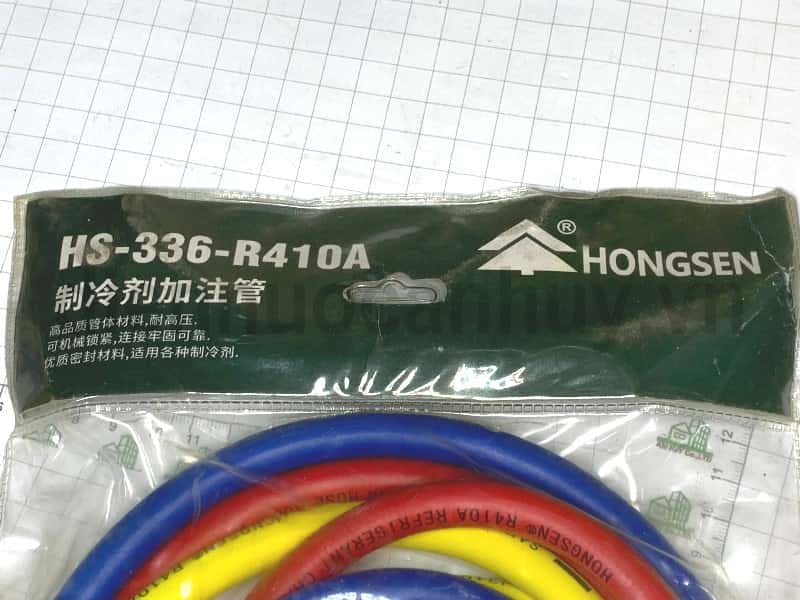 HS-336-R410A
® HONGSEN
制冷剂加注管
高品质管体材料,耐高压.
可机械锁紧,连接牢固可靠.
优质密封材料,适用各种制冷剂.
HOSE
HONGSEN® R410A REFRIGERANT